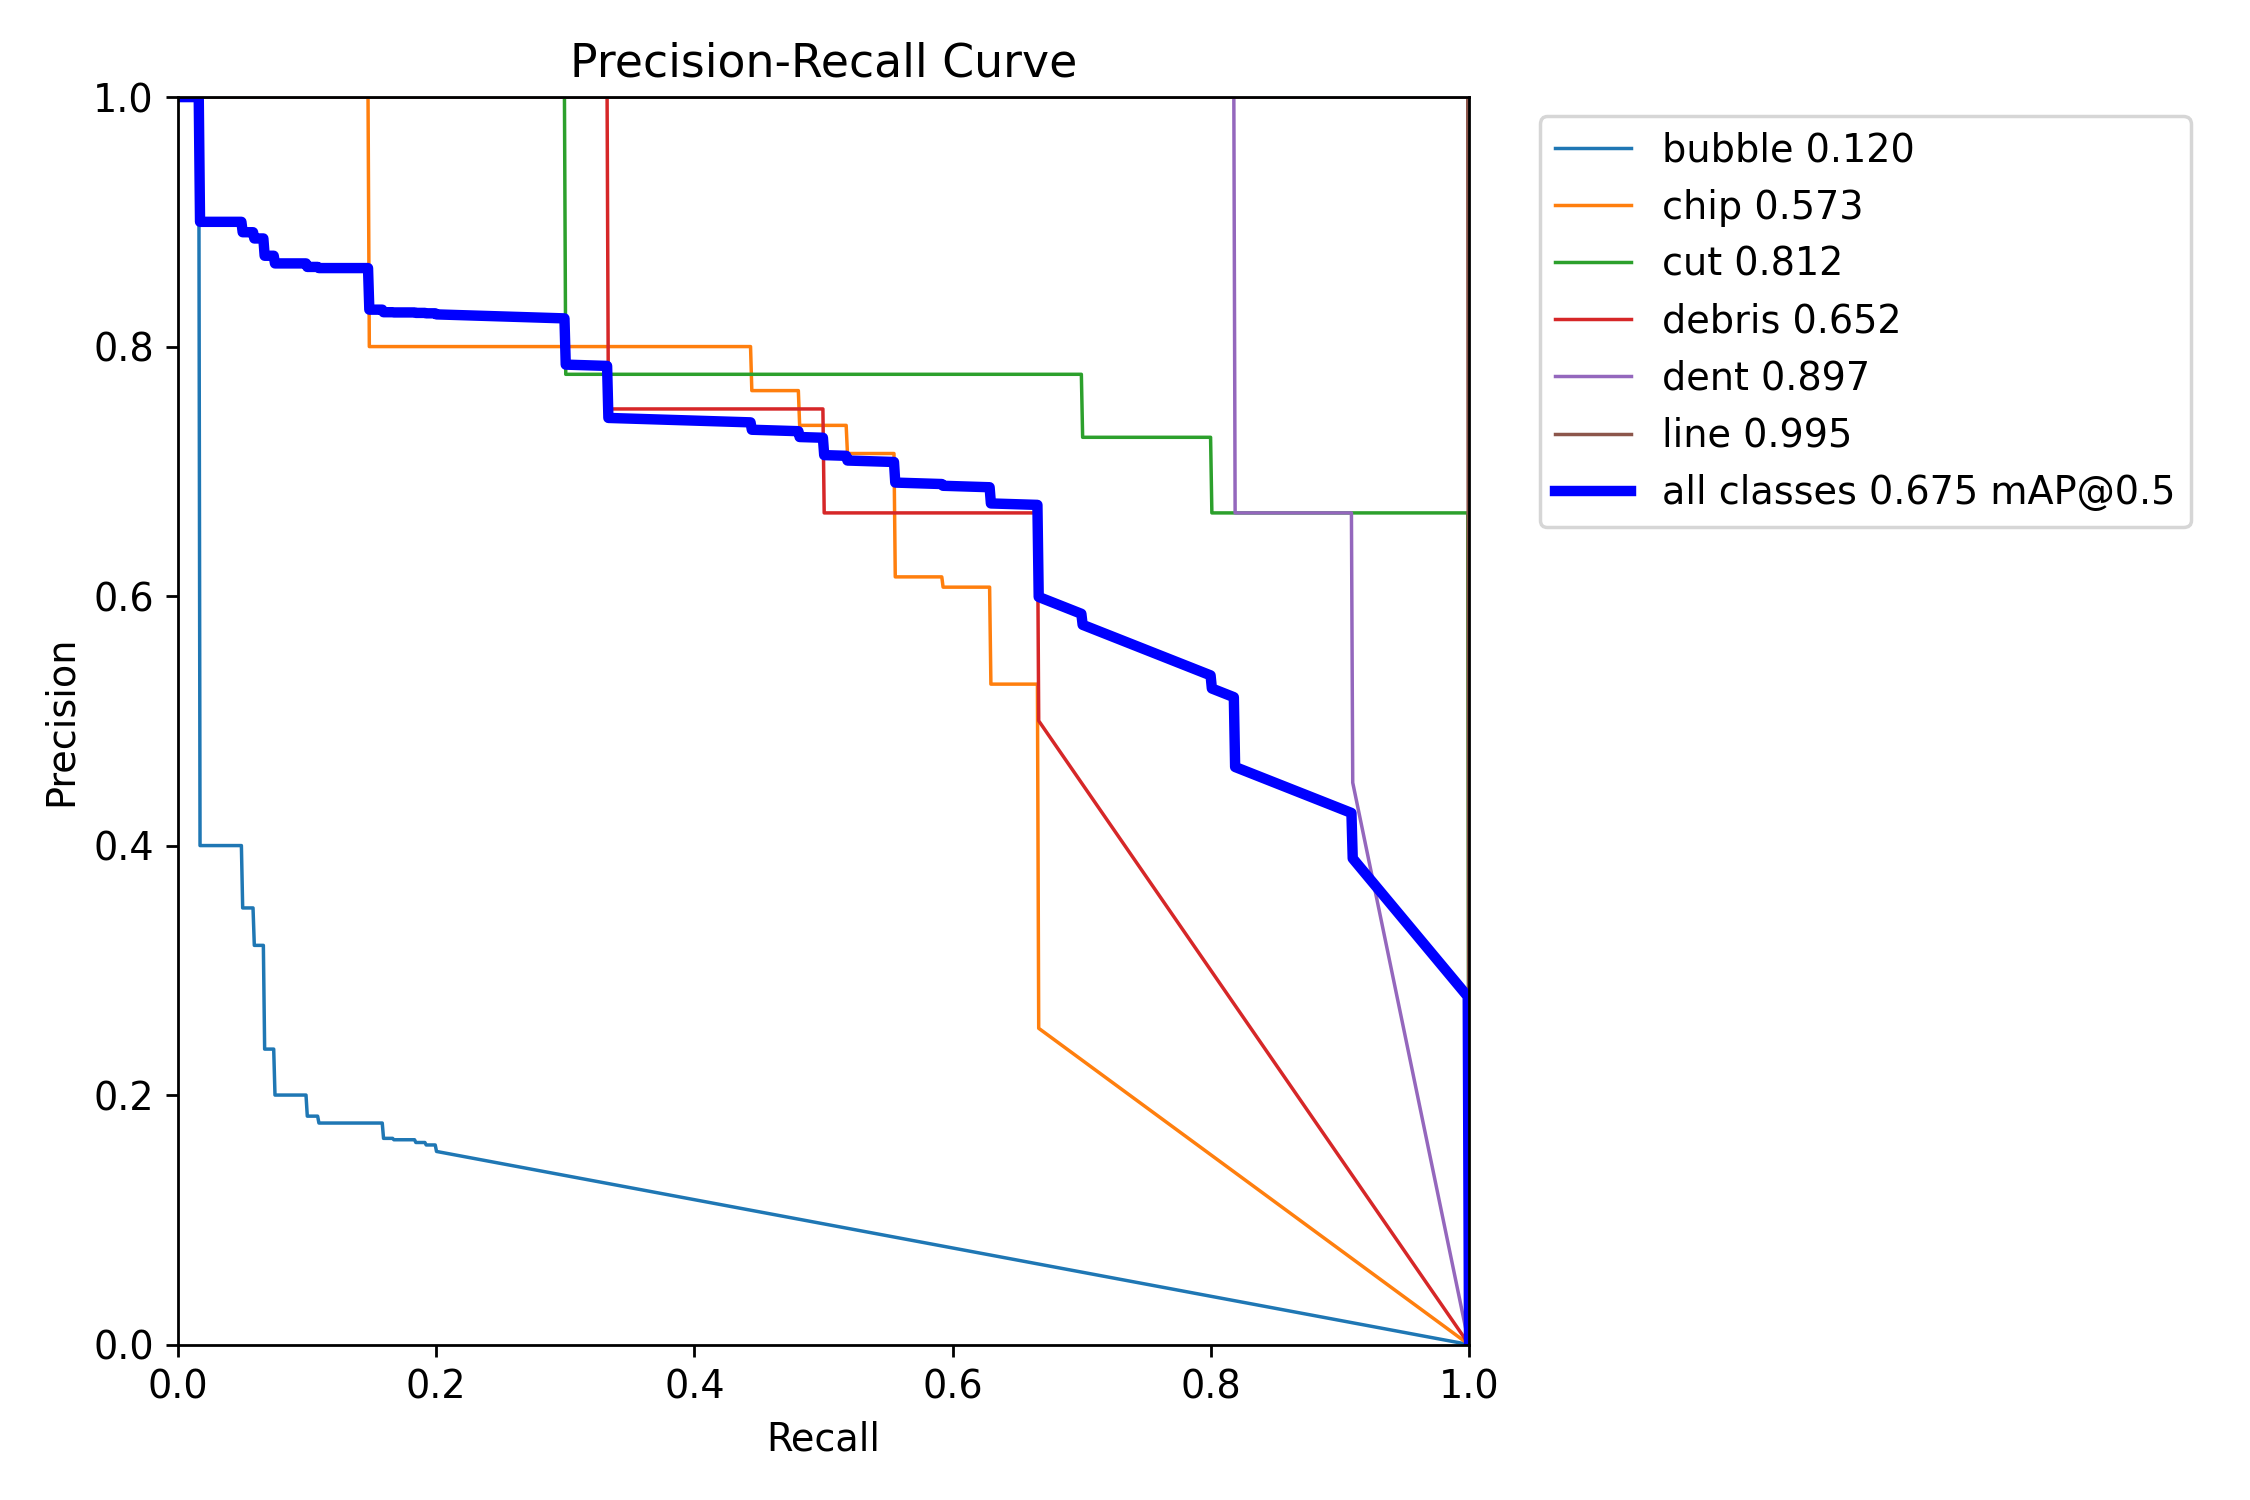 Precision-Recall Curve
1.0
0.8
0.6
0.4
0.2
0.0
Precision
0.0 0.2 0.4 0.6 0.8 1.0
Recall
bubble 0.120
chip 0.573
cut 0.812
debris 0.652
dent 0.897
line 0.995
all classes 0.675 mAP@0.5